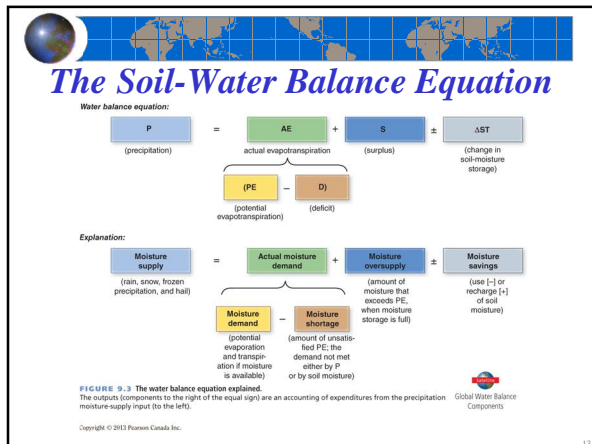 The Soil-Water Balance Equation
Water balance equation:
P = AE + S ± ΔST
(precipitation) actual evapotranspiration (surplus) (change in
soil-moisture
storage)
(PE – D)
(potential (deficit)
evapotranspiration)
Explanation:
Moisture = Actual moisture + Moisture ± Moisture
supply demand oversupply savings
(rain, snow, frozen (amount of (use [–] or
precipitation, and hail) moisture that recharge [+]
exceeds PE, of soil
when moisture moisture)
storage is full)
Moisture – Moisture
demand shortage
(potential (amount of unsatis-
evaporation fied PE; the
and transpir- demand not met
ation if moisture either by P
is available) or by soil moisture)
FIGURE 9.3 The water balance equation explained.
The outputs (components to the right of the equal sign) are an accounting of expenditures from the precipitation
moisture-supply input (to the left).
Global Water Balance
Components
Copyright © 2013 Pearson Canada Inc.